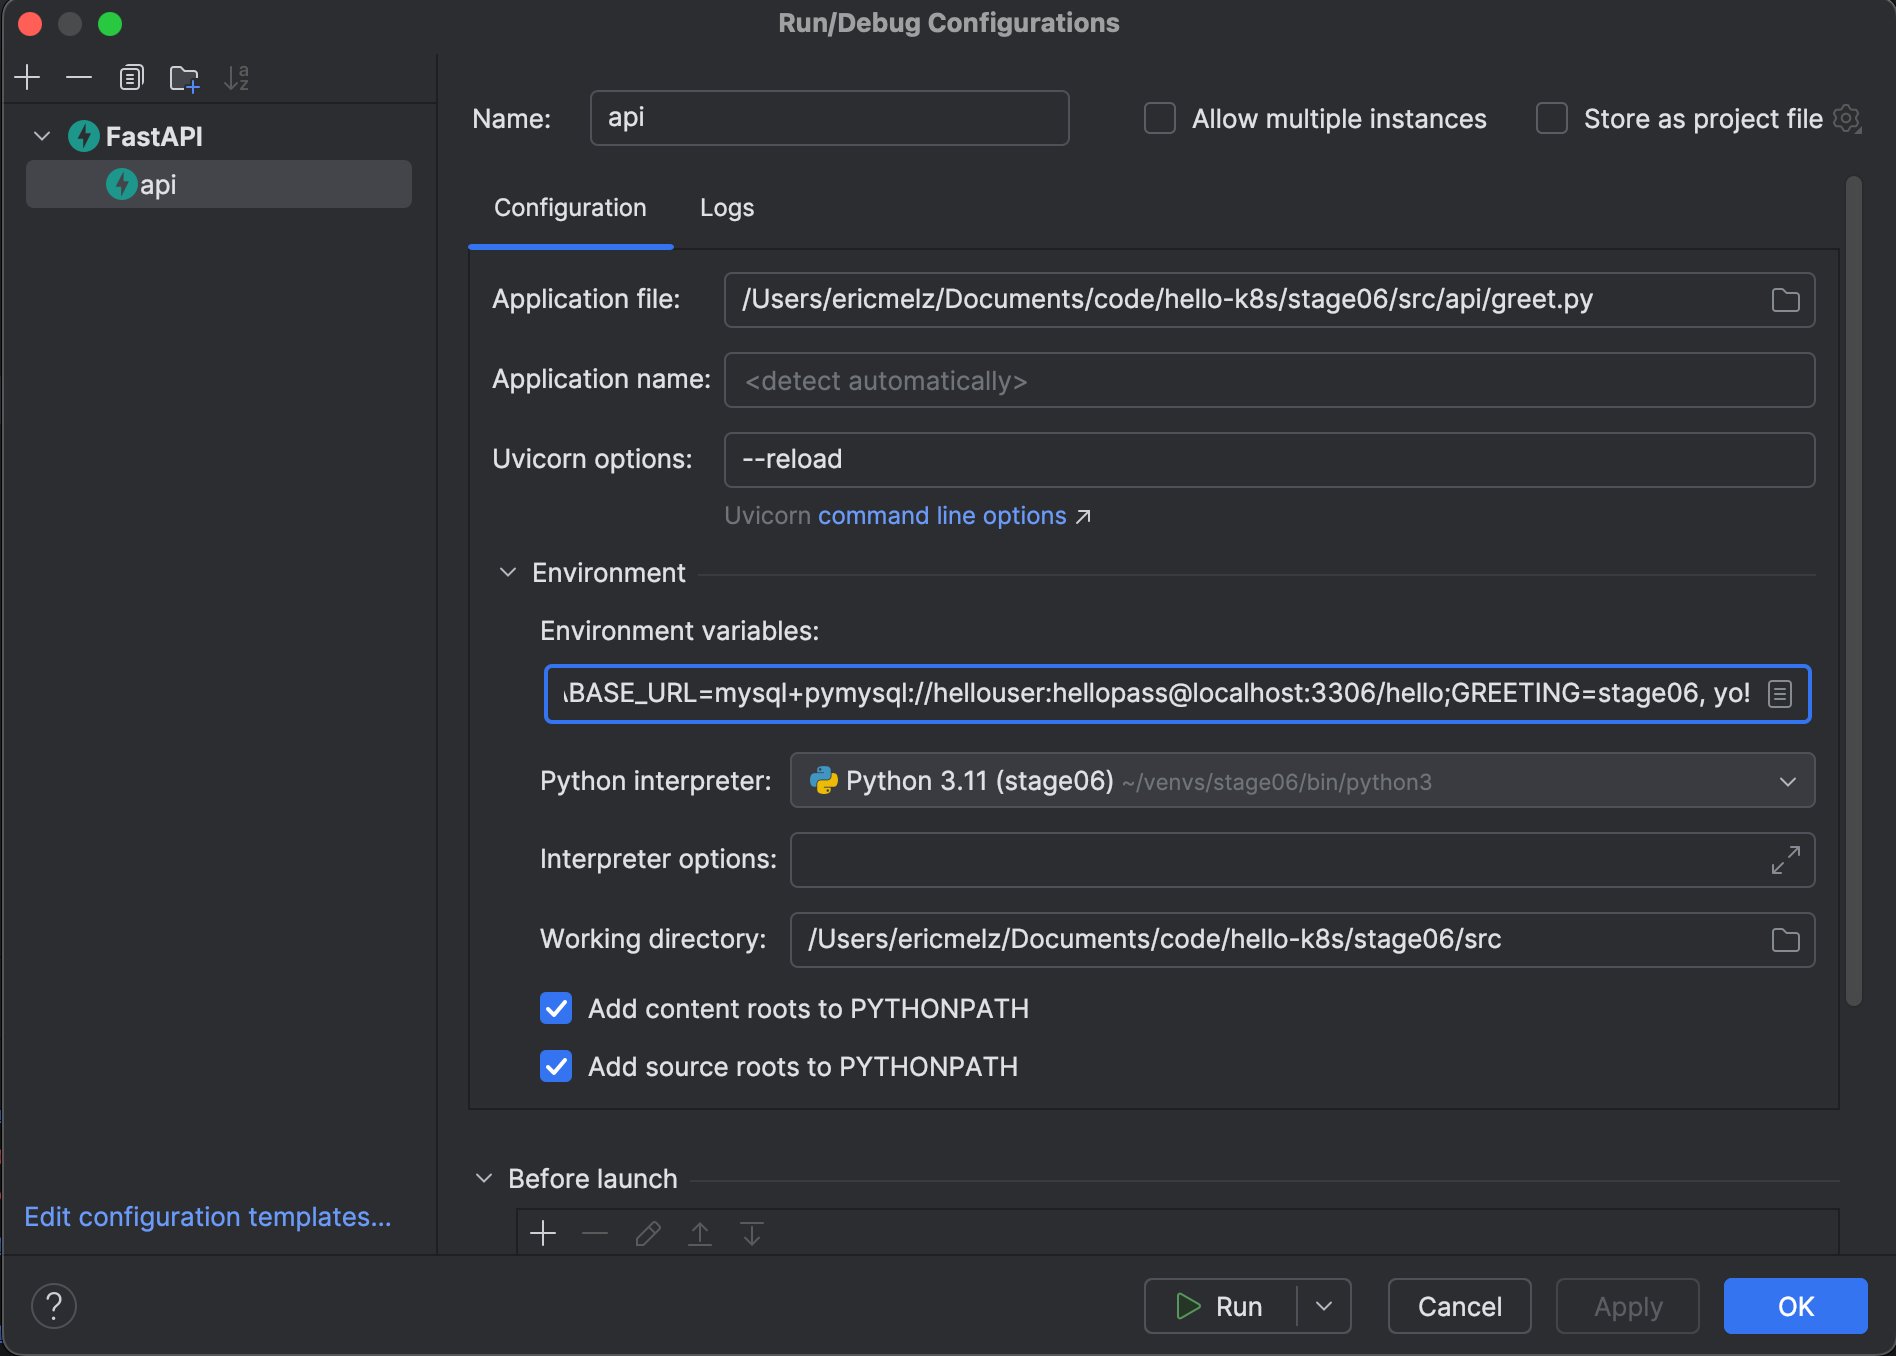 Run/Debug Configurations
FastAPI
api
Edit configuration templates...
Name: api
Allow multiple instances
Store as project file
Configuration
Logs
Application file: /Users/ericmelz/Documents/code/hello-k8s/stage06/src/api/greet.py
Application name: <detect automatically>
Uvicorn options: --reload
Uvicorn command line options
Environment
Environment variables:
ABASE_URL=mysql+pymysql://hellouser:hellopass@localhost:3306/hello;GREETING=stage06, yo!
Python interpreter: Python 3.11 (stage06) ~/venvs/stage06/bin/python3
Interpreter options:
Working directory: /Users/ericmelz/Documents/code/hello-k8s/stage06/src
Add content roots to PYTHONPATH
Add source roots to PYTHONPATH
Before launch
?
Run
Cancel
Apply
OK